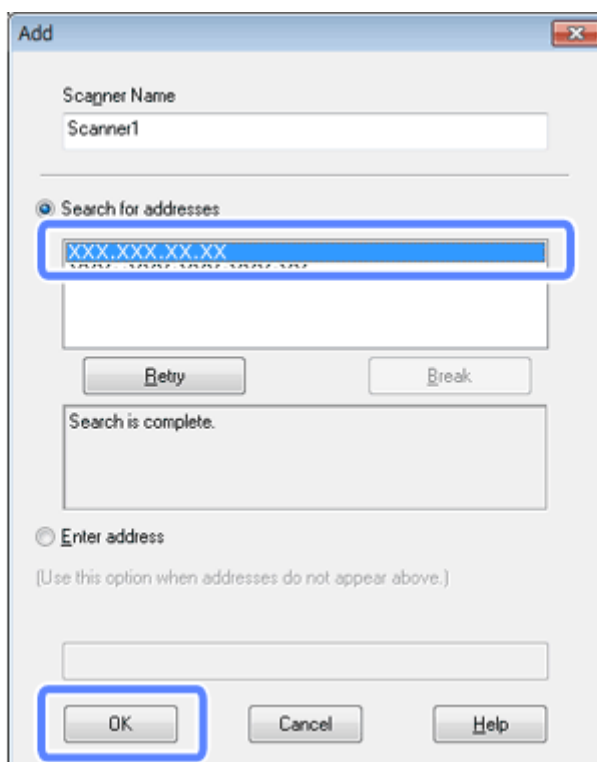 Add
Scanner Name
Scanner1
Search for addresses
XXX.XXX.XX.XX
Retry Break
Search is complete.
Enter address
(Use this option when addresses do not appear above.)
OK Cancel Help